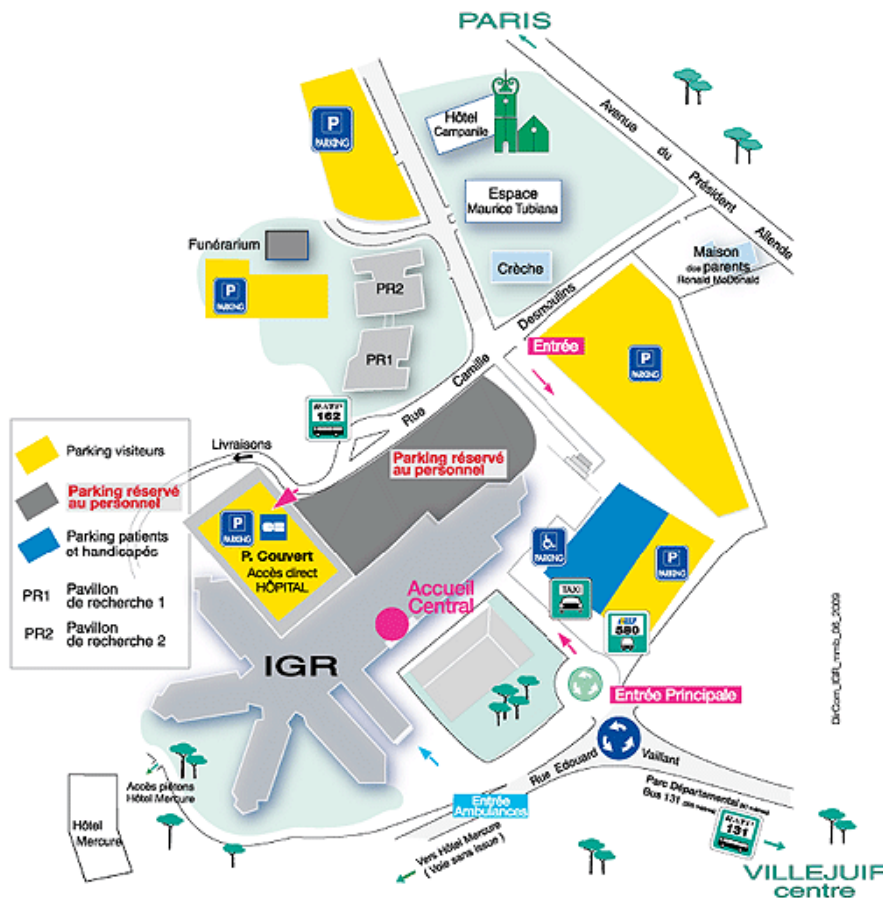 PARIS
Avenue du Président Allende
P
PARKING
Hôtel
Campanile
Espace
Maurice Tubiana
Crèche
Maison
des parents
Ronald McDonald
Funérarium
P
PARKING
PR2
PR1
Rue Camille Desmoulins
Entrée
P
PARKING
RATP
162
Livraisons
Parking visiteurs
Parking réservé
au personnel
Parking patients
et handicapés
PR1 Pavillon
de recherche 1
PR2 Pavillon
de recherche 2
Parking réservé
au personnel
P
PARKING
P. Couvert
Accès direct
HÔPITAL
PARKING
P
PARKING
TAXI
580
Accueil
Central
IGR
Entrée Principale
DirCom_IGR_mmb_06_2009
Rue Edouard Vaillant
Parc Départemental
Bus 131
RATP
131
Entrée
Ambulances
Accès piétons
Hôtel Mercure
Hôtel
Mercure
Vers Hôtel Mercure
( Voie sans issue )
VILLEJUIF
centre